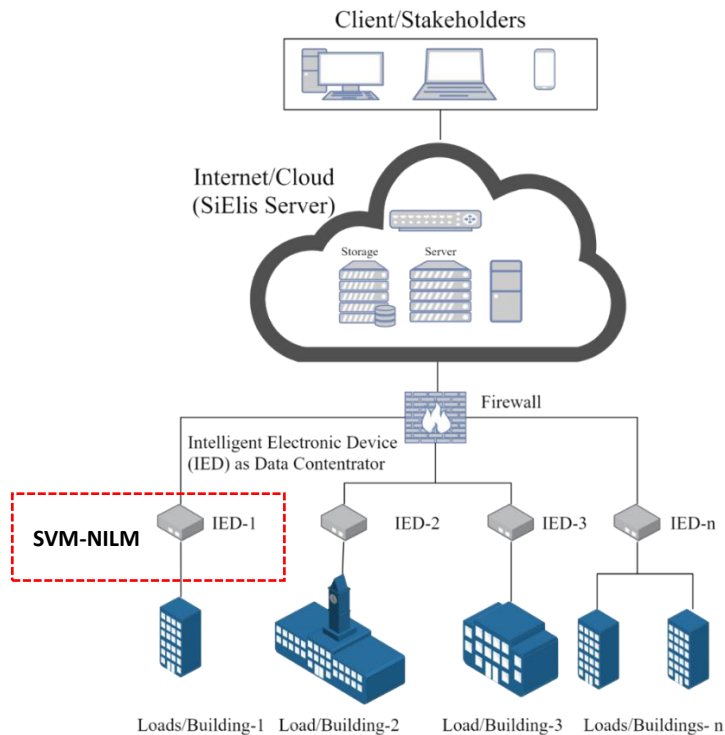 Client/Stakeholders
Internet/Cloud
(SiElis Server)
Storage
Server
Firewall
Intelligent Electronic Device
(IED) as Data Contentrator
SVM-NILM
IED-1
IED-2
IED-3
IED-n
Loads/Building-1
Load/Building-2
Load/Building-3
Loads/Buildings- n